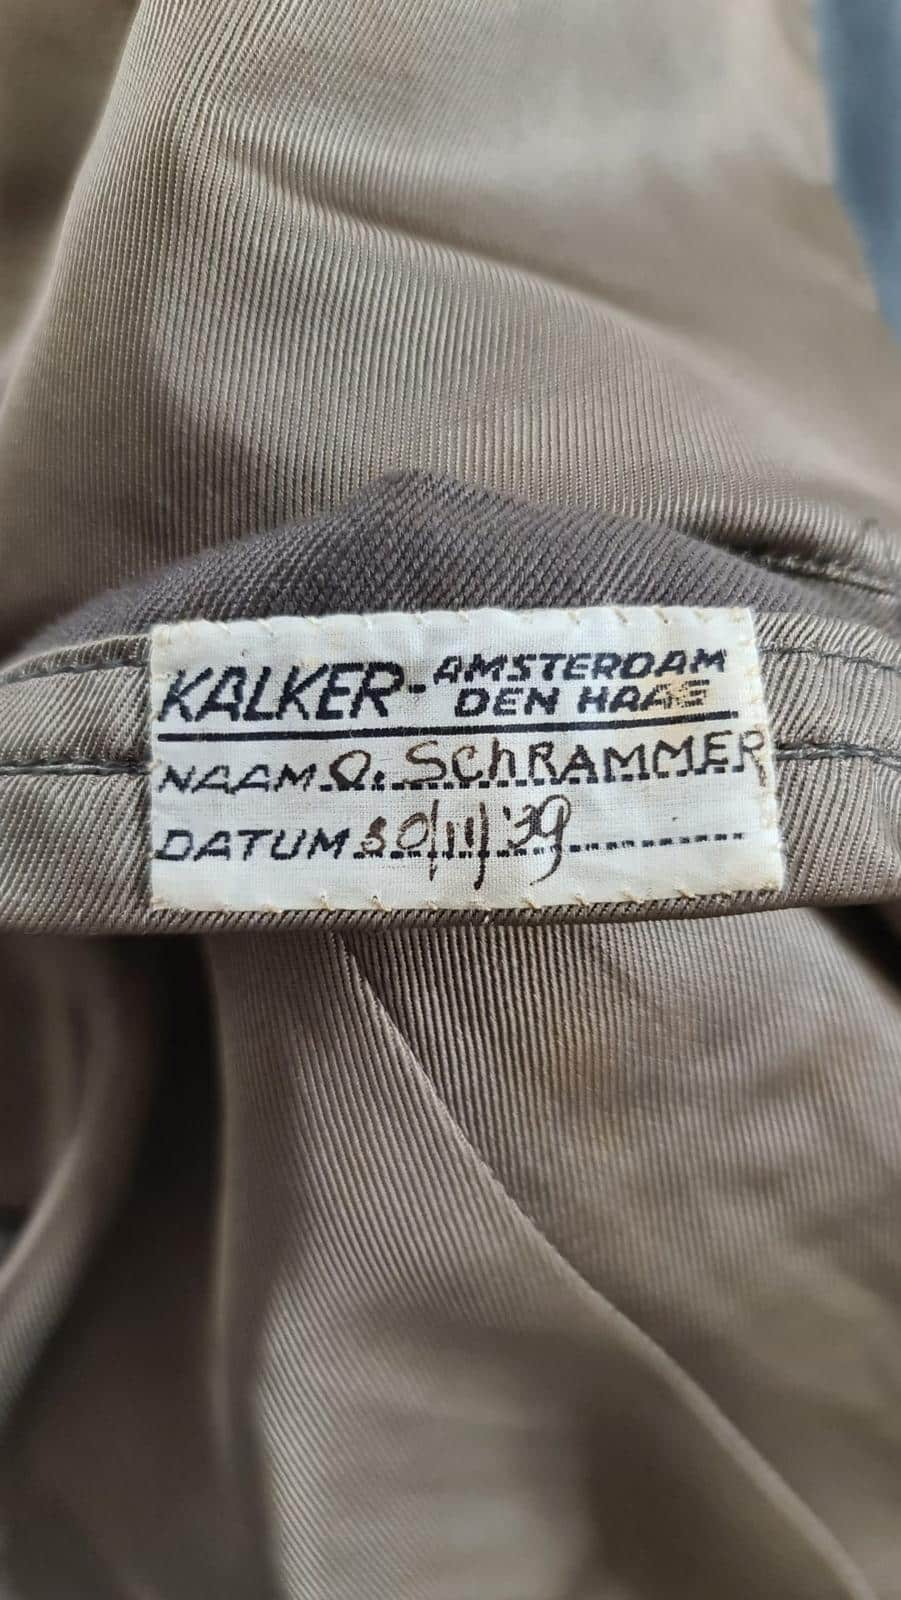 KALKER - AMSTERDAM
DEN HAAG
NAAM O. SChRAMMER
DATUM 30/11/'39